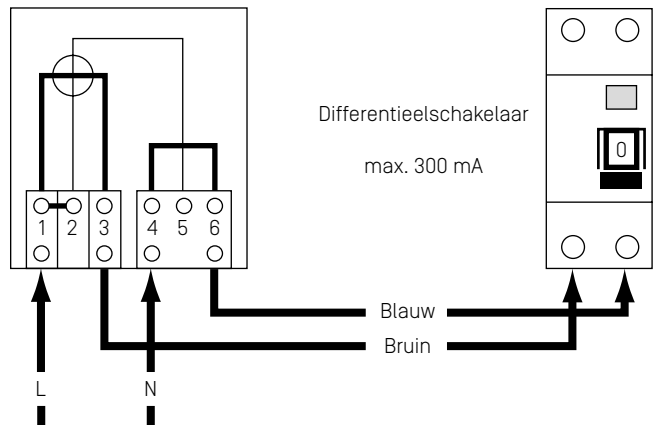 Differentieelschakelaar
max. 300 mA
0
1 2 3 4 5 6
Blauw
Bruin
L N